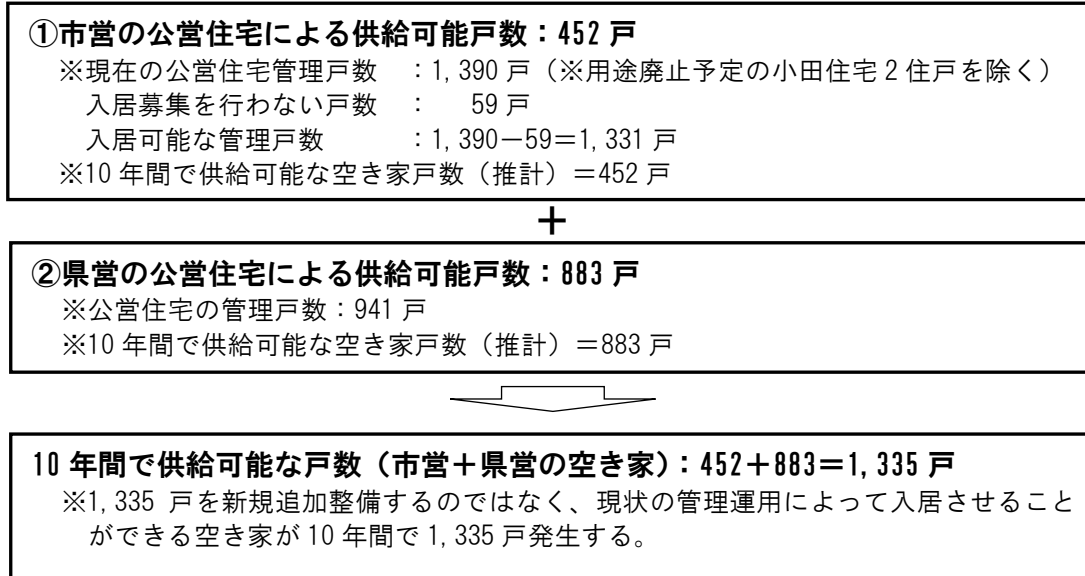 ①市営の公営住宅による供給可能戸数：452 戸
※現在の公営住宅管理戸数　：1,390 戸（※用途廃止予定の小田住宅 2 住戸を除く）
入居募集を行わない戸数　：　　59 戸
入居可能な管理戸数　　　：1,390－59＝1,331 戸
※10 年間で供給可能な空き家戸数（推計）＝452 戸
＋
②県営の公営住宅による供給可能戸数：883 戸
※公営住宅の管理戸数：941 戸
※10 年間で供給可能な空き家戸数（推計）＝883 戸
10 年間で供給可能な戸数（市営＋県営の空き家）：452＋883＝1,335 戸
※1,335 戸を新規追加整備するのではなく、現状の管理運用によって入居させること
ができる空き家が 10 年間で 1,335 戸発生する。